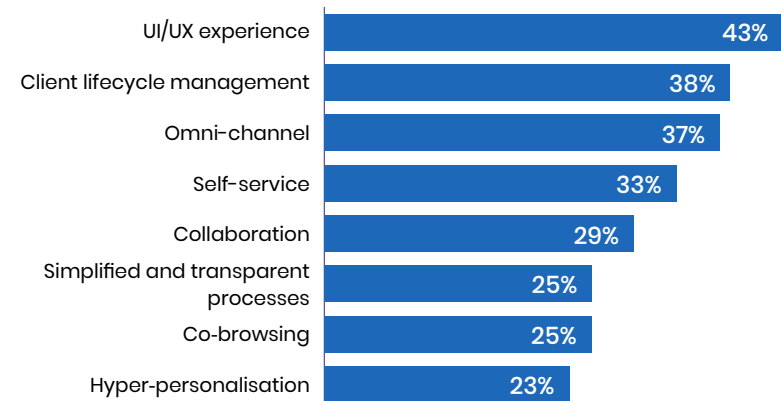 UI/UX experience 43%
Client lifecycle management 38%
Omni-channel 37%
Self-service 33%
Collaboration 29%
Simplified and transparent
processes 25%
Co-browsing 25%
Hyper-personalisation 23%